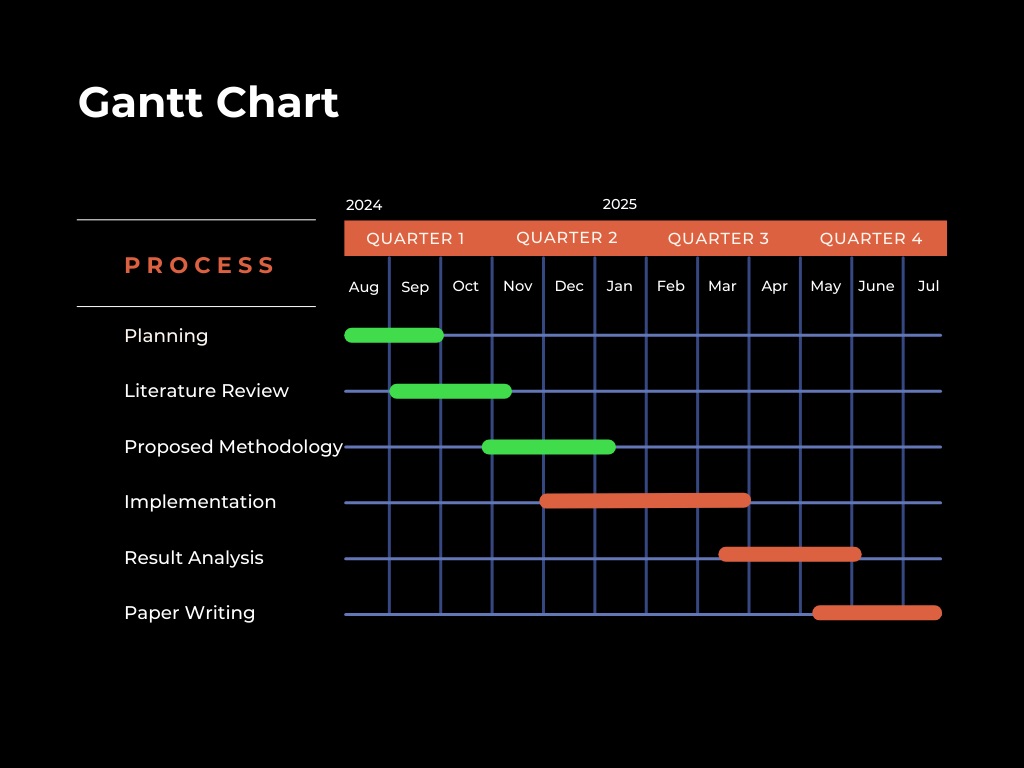 Gantt Chart
2024 2025
QUARTER 1 QUARTER 2 QUARTER 3 QUARTER 4
PROCESS
Aug Sep Oct Nov Dec Jan Feb Mar Apr May June Jul
Planning
Literature Review
Proposed Methodology
Implementation
Result Analysis
Paper Writing